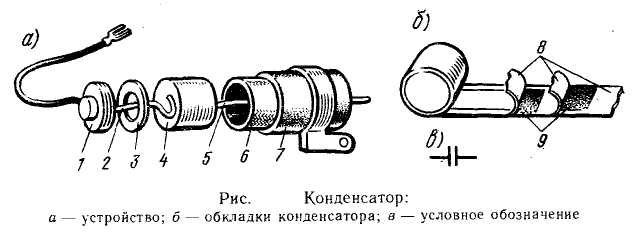 а)
б)
8
1
2
3
4
5
6
7
9
в)
Рис. Конденсатор:
а — устройство; б — обкладки конденсатора; в — условное обозначение